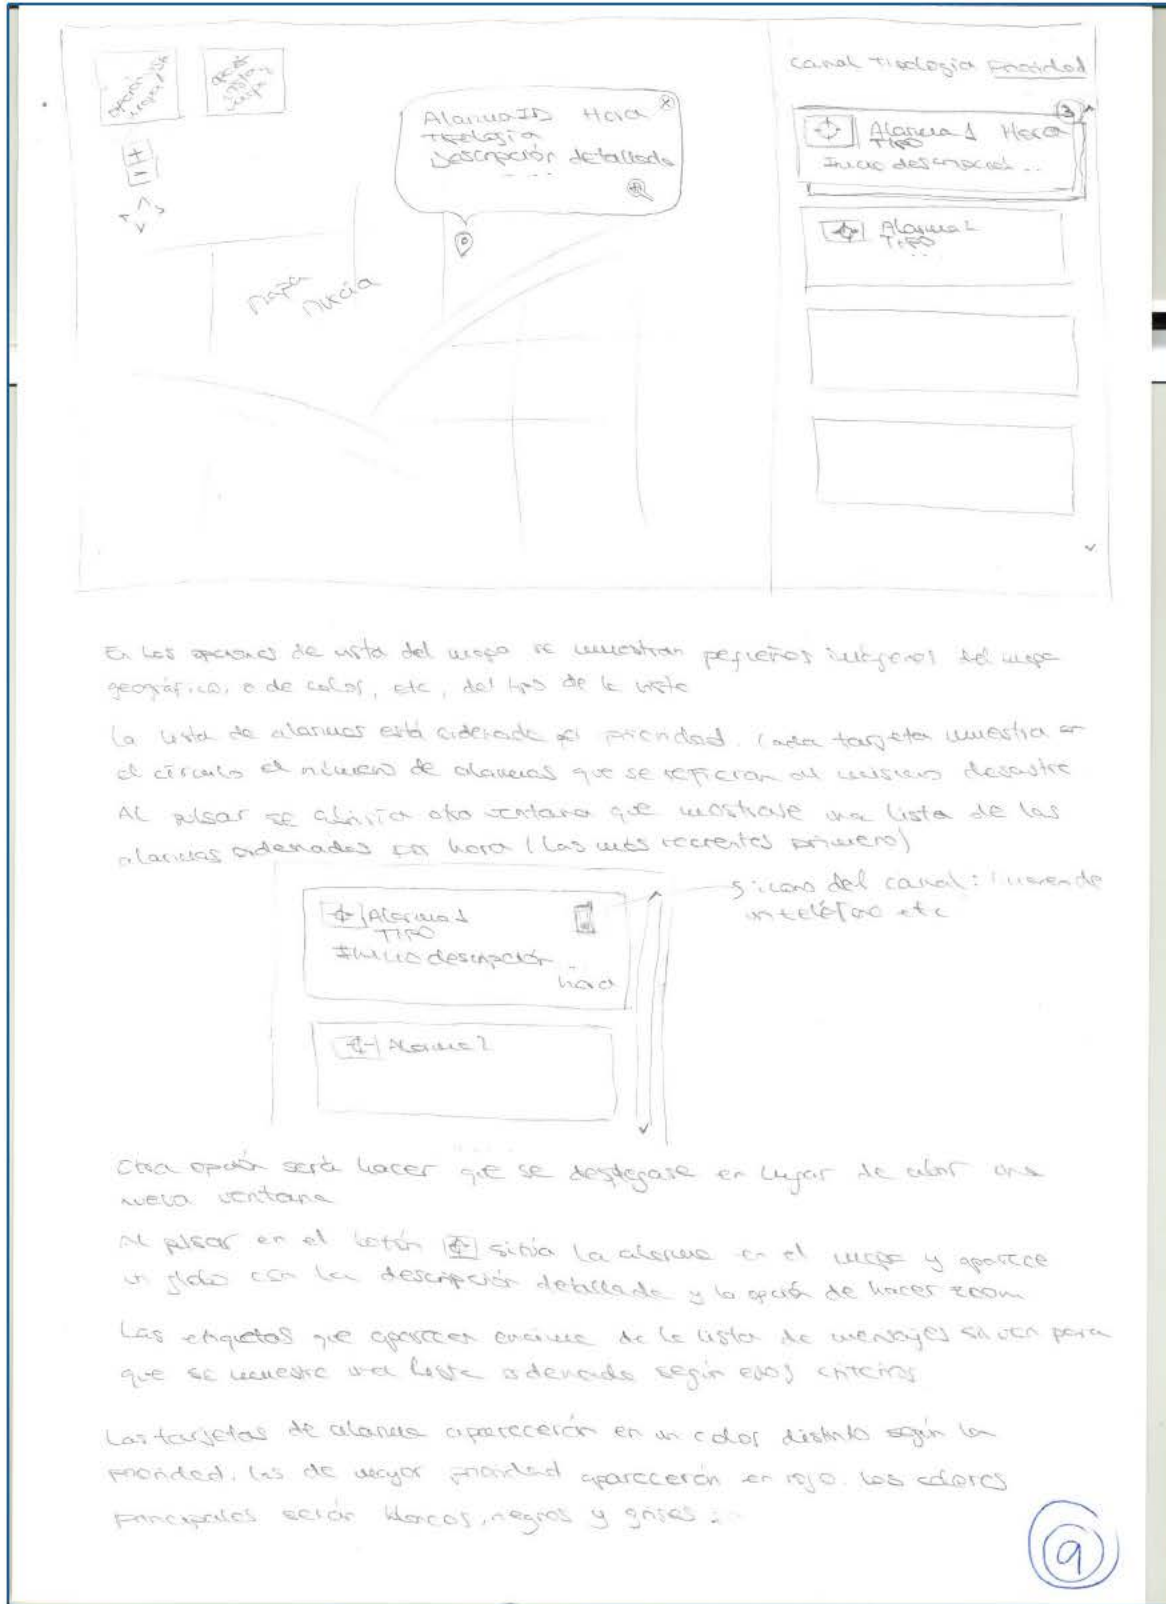 opción
Canal Tipología Prioridad
Alarma ID Hora
Tipología
Descripción detallada
...
3
Alarma 1 Hora
TIPO
Inicio descripción ...
Alarma 2
TIPO
...
Mapa
Murcia
En las opciones de vista del mapa se muestran pequeños imágenes del mapa
geográfico, o de color, etc, del tipo de la vista
La lista de alarmas está ordenada por prioridad. Cada tarjeta muestra en
el círculo el número de alarmas que se refieran al mismo desastre
Al pulsar se abriría otra ventana que mostrase una lista de las
alarmas ordenadas por hora (las más recientes primero)
icono del canal:
un teléfono etc
Alarma 1
TIPO
Inicio descripción ..
hora
Alarma 2
Otra opción será hacer que se desplegase en lugar de abrir una
nueva ventana
Al pulsar en el botón sitúa la alarma en el mapa y aparece
un globo con la descripción detallada y la opción de hacer zoom
Las etiquetas que aparecen encima de la lista de mensajes sirven para
que se muestre una lista ordenada según esos criterios
Las tarjetas de alarma aparecerán en un color distinto según la
prioridad. Las de mayor prioridad aparecerán en rojo. Los colores
principales serán blancos, negros y grises.
9